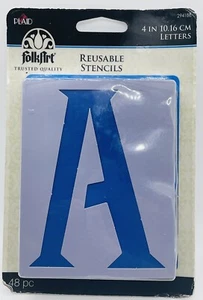 PLAID
folkArt
TRUSTED QUALITY
REUSABLE
STENCILS
4 IN 10.16 CM
LETTERS
A
48 pc